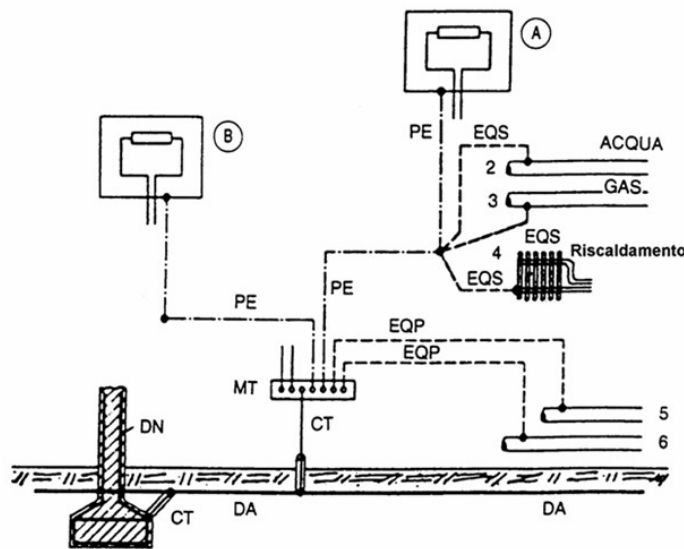 A
PE
EQS
ACQUA
2
B
3
GAS
4
EQS
Riscaldamento
EQS
PE
PE
EQP
EQP
MT
CT
5
DN
6
CT
DA
DA